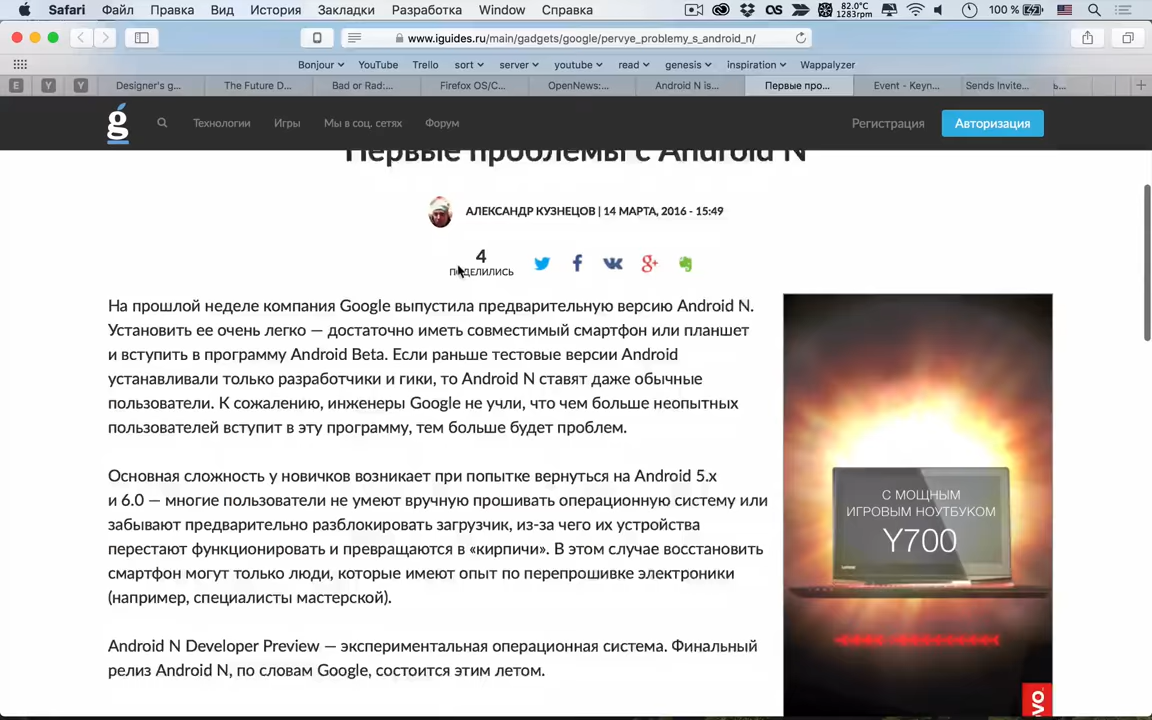 Safari Файл Правка Вид История Закладки Разработка Window Справка 82.0°C 1283rpm 100 %
www.iguides.ru/main/gadgets/google/pervye_problemy_s_android_n/
Bonjour YouTube Trello sort server youtube read genesis inspiration Wappalyzer
E Y Y Designer's g... The Future D... Bad or Rad:... Firefox OS/C... OpenNews:... Android N is... Первые про... Event - Keyn... Sends Invite... ь...
g Технологии Игры Мы в соц. сетях Форум Регистрация Авторизация
Первые проблемы с Android N
АЛЕКСАНДР КУЗНЕЦОВ | 14 МАРТА, 2016 - 15:49
4
ПОДЕЛИЛИСЬ
На прошлой неделе компания Google выпустила предварительную версию Android N.
Установить ее очень легко — достаточно иметь совместимый смартфон или планшет
и вступить в программу Android Beta. Если раньше тестовые версии Android
устанавливали только разработчики и гики, то Android N ставят даже обычные
пользователи. К сожалению, инженеры Google не учли, что чем больше неопытных
пользователей вступит в эту программу, тем больше будет проблем.
Основная сложность у новичков возникает при попытке вернуться на Android 5.x
и 6.0 — многие пользователи не умеют вручную прошивать операционную систему или
забывают предварительно разблокировать загрузчик, из-за чего их устройства
перестают функционировать и превращаются в «кирпичи». В этом случае восстановить
смартфон могут только люди, которые имеют опыт по перепрошивке электроники
(например, специалисты мастерской).
Android N Developer Preview — экспериментальная операционная система. Финальный
релиз Android N, по словам Google, состоится этим летом.
С МОЩНЫМ
ИГРОВЫМ НОУТБУКОМ
Y700
lenovo
VO